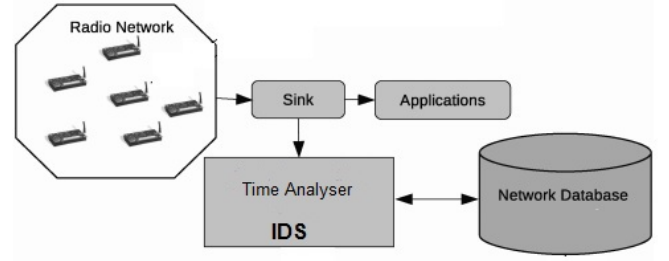 Radio Network
Sink
Applications
Time Analyser
IDS
Network Database